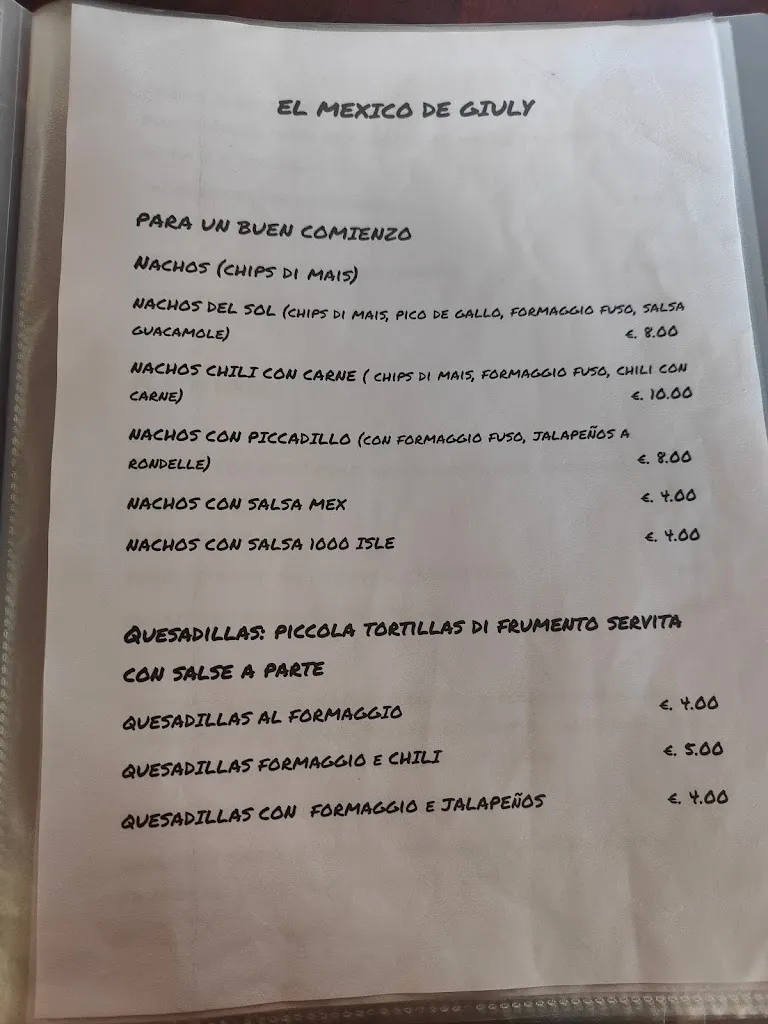 EL MEXICO DE GIULY
PARA UN BUEN COMIENZO
NACHOS (CHIPS DI MAIS)
NACHOS DEL SOL (CHIPS DI MAIS, PICO DE GALLO, FORMAGGIO FUSO, SALSA
GUACAMOLE) €. 8.00
NACHOS CHILI CON CARNE ( CHIPS DI MAIS, FORMAGGIO FUSO, CHILI CON
CARNE) €. 10.00
NACHOS CON PICCADILLO (CON FORMAGGIO FUSO, JALAPEÑOS A
RONDELLE) €. 8.00
NACHOS CON SALSA MEX €. 4.00
NACHOS CON SALSA 1000 ISLE €. 4.00
QUESADILLAS: PICCOLA TORTILLAS DI FRUMENTO SERVITA
CON SALSE A PARTE
QUESADILLAS AL FORMAGGIO €. 4.00
QUESADILLAS FORMAGGIO E CHILI €. 5.00
QUESADILLAS CON FORMAGGIO E JALAPEÑOS €. 4.00